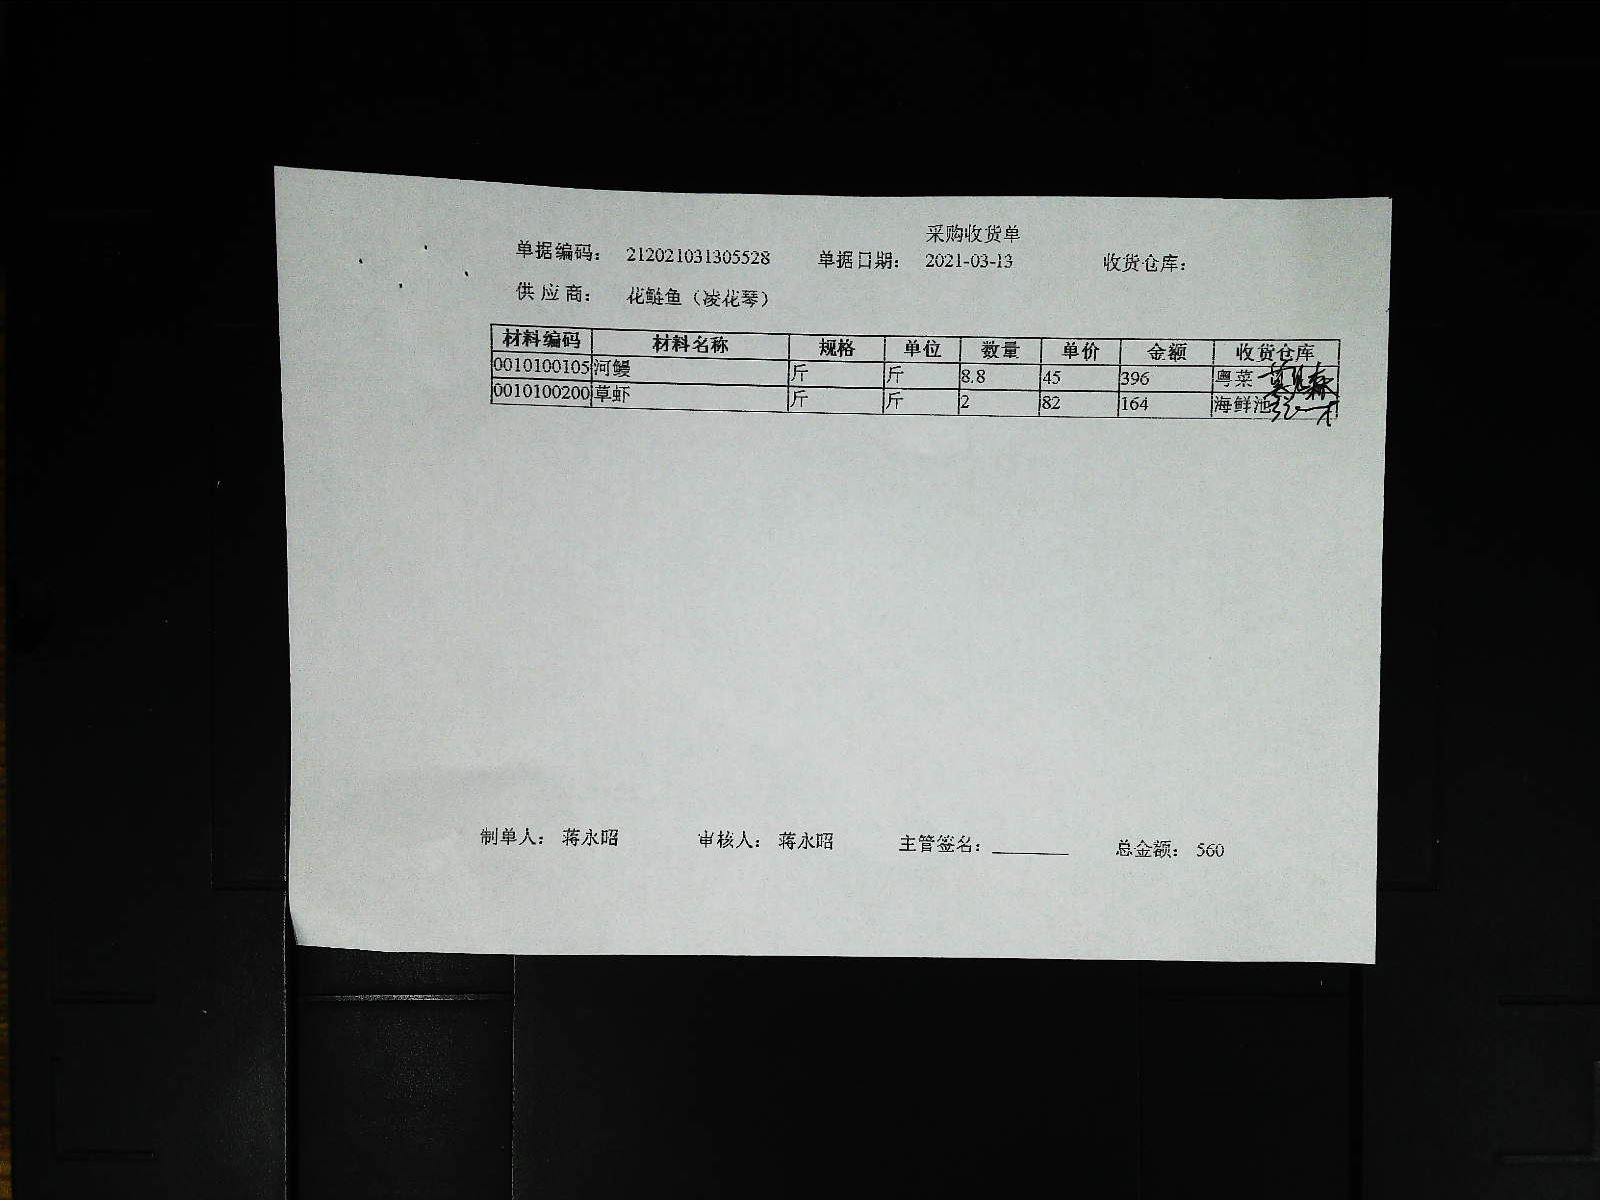 采购收货单
单据编码： 212021031305528 单据日期： 2021-03-13 收货仓库：
供应商： 花鲢鱼（凌花琴）
材料编码 材料名称 规格 单位 数量 单价 金额 收货仓库
0010100105 河鳗 斤 斤 8.8 45 396 粤菜
0010100200 草虾 斤 斤 2 82 164 海鲜池
制单人： 蒋永昭 审核人： 蒋永昭 主管签名： 总金额： 560